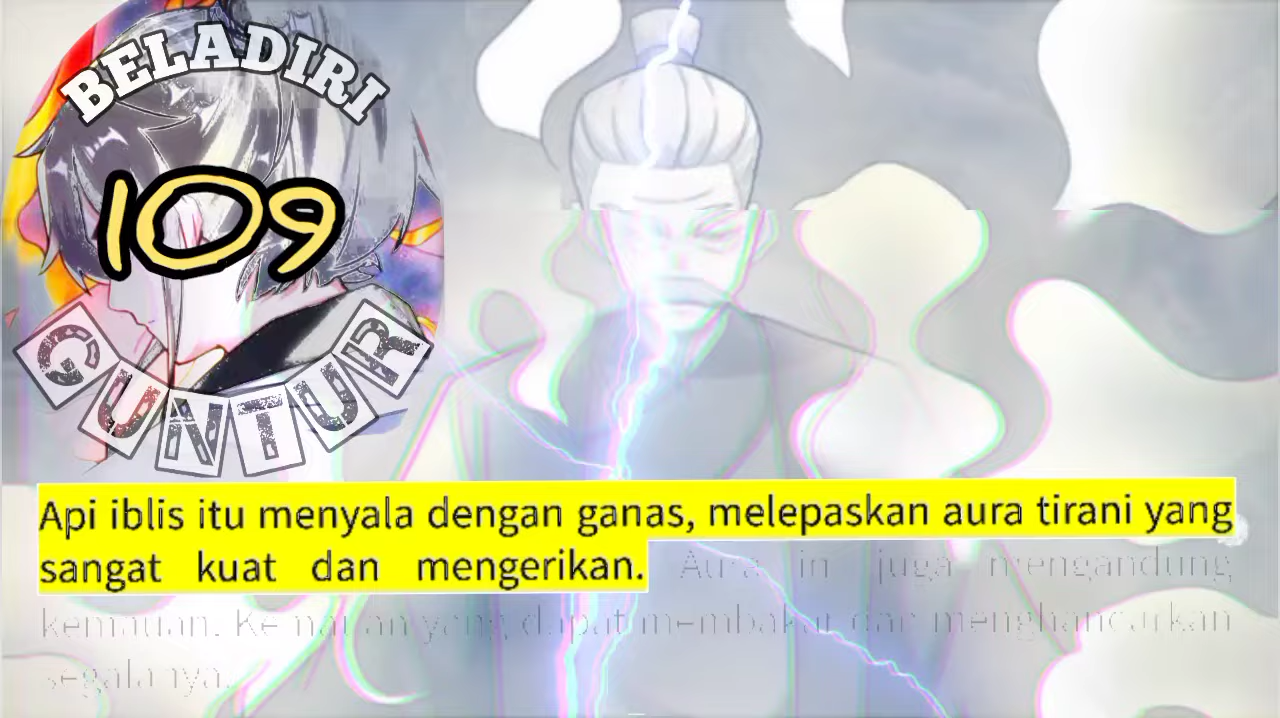 BELADIRI
109
GUNTUR
Api iblis itu menyala dengan ganas, melepaskan aura tirani yang
sangat kuat dan mengerikan. Aura in juga mengandung
kemauan. Kemauan yang dapat membakar dan menghancurkan
segalanya.